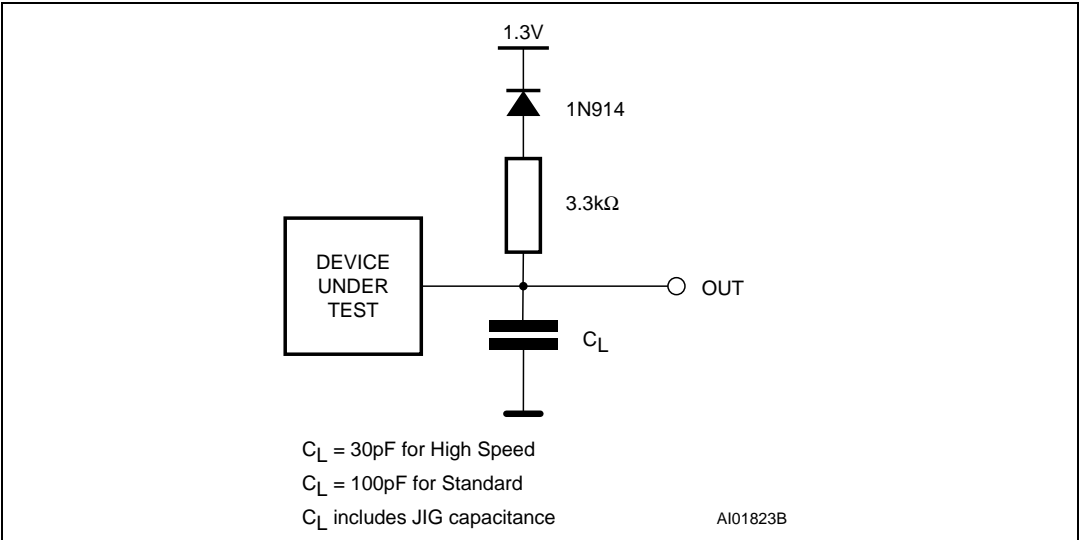 1.3V
1N914
3.3kΩ
DEVICE
UNDER
TEST
OUT
CL
CL = 30pF for High Speed
CL = 100pF for Standard
CL includes JIG capacitance
AI01823B